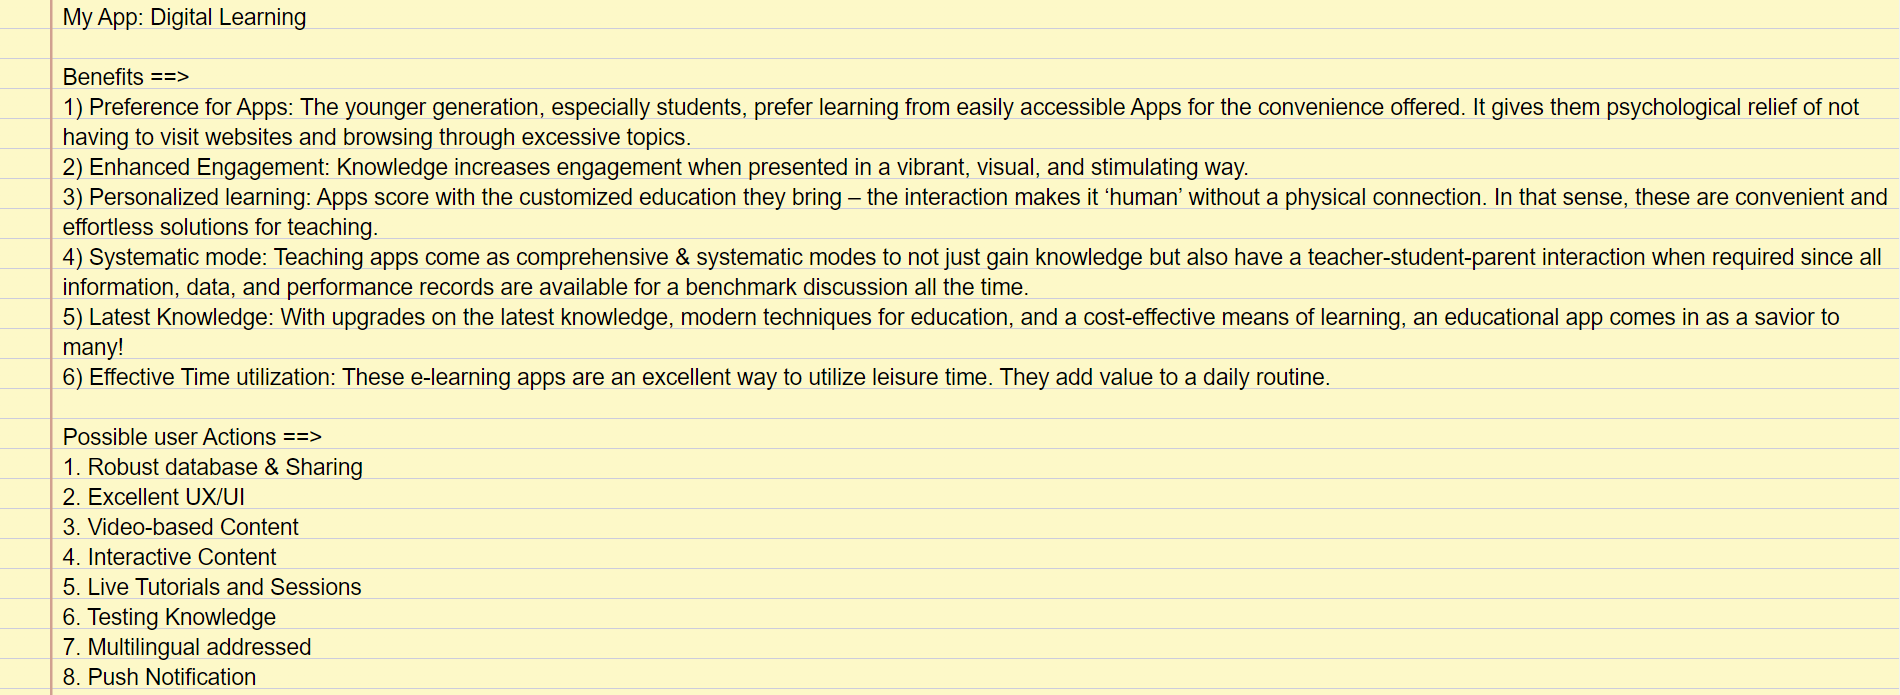 My App: Digital Learning
Benefits ==>
1) Preference for Apps: The younger generation, especially students, prefer learning from easily accessible Apps for the convenience offered. It gives them psychological relief of not
having to visit websites and browsing through excessive topics.
2) Enhanced Engagement: Knowledge increases engagement when presented in a vibrant, visual, and stimulating way.
3) Personalized learning: Apps score with the customized education they bring – the interaction makes it ‘human’ without a physical connection. In that sense, these are convenient and
effortless solutions for teaching.
4) Systematic mode: Teaching apps come as comprehensive & systematic modes to not just gain knowledge but also have a teacher-student-parent interaction when required since all
information, data, and performance records are available for a benchmark discussion all the time.
5) Latest Knowledge: With upgrades on the latest knowledge, modern techniques for education, and a cost-effective means of learning, an educational app comes in as a savior to
many!
6) Effective Time utilization: These e-learning apps are an excellent way to utilize leisure time. They add value to a daily routine.
Possible user Actions ==>
1. Robust database & Sharing
2. Excellent UX/UI
3. Video-based Content
4. Interactive Content
5. Live Tutorials and Sessions
6. Testing Knowledge
7. Multilingual addressed
8. Push Notification